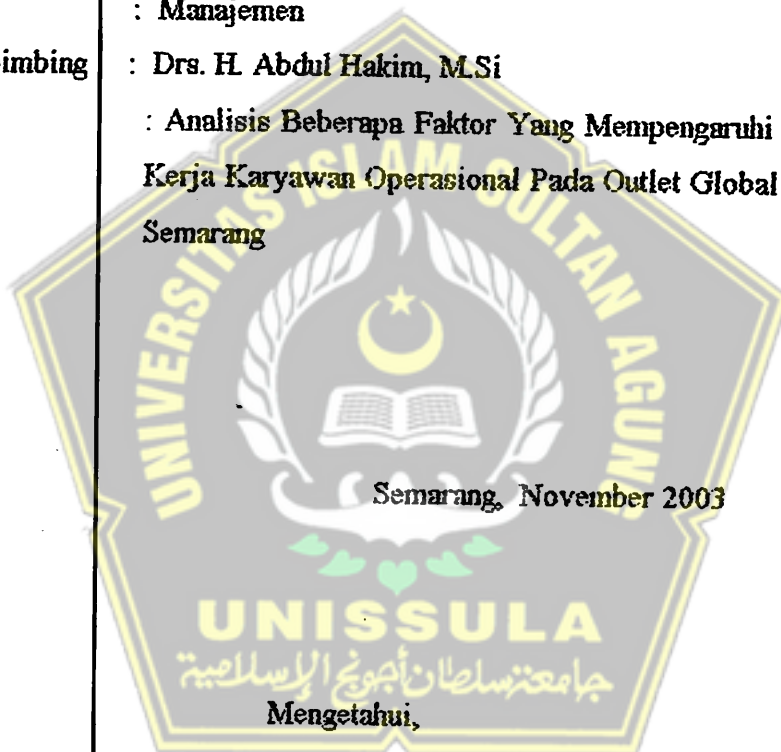 : Manajemen
imbing : Drs. H. Abdul Hakim, M.Si
: Analisis Beberapa Faktor Yang Mempengaruhi
Kerja Karyawan Operasional Pada Outlet Global
Semarang
UNIVERSITAS ISLAM SULTAN AGUNG
Semarang, November 2003
UNISSULA
جامعة سلطان أجونج الإسلامية
Mengetahui,